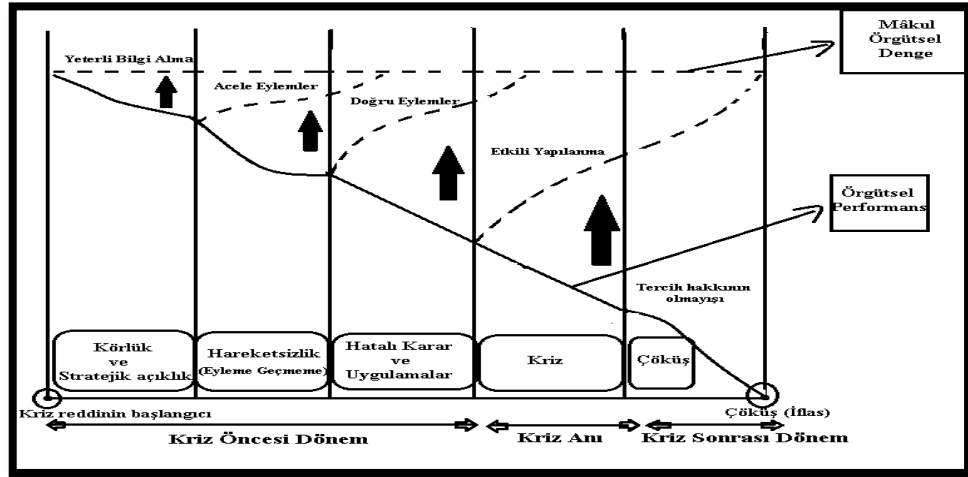 Mâkul
Örgütsel
Denge
Yeterli Bilgi Alma
Acele Eylemler
Doğru Eylemler
Etkili Yapılanma
Örgütsel
Performans
Tercih hakkının
olmayışı
Körlük
ve
Stratejik açıklık
Hareketsizlik
(Eyleme Geçmeme)
Hatalı Karar
ve
Uygulamalar
Kriz
Çöküş
Kriz reddinin başlangıcı
Çöküş (İflas)
Kriz Öncesi Dönem
Kriz Anı
Kriz Sonrası Dönem